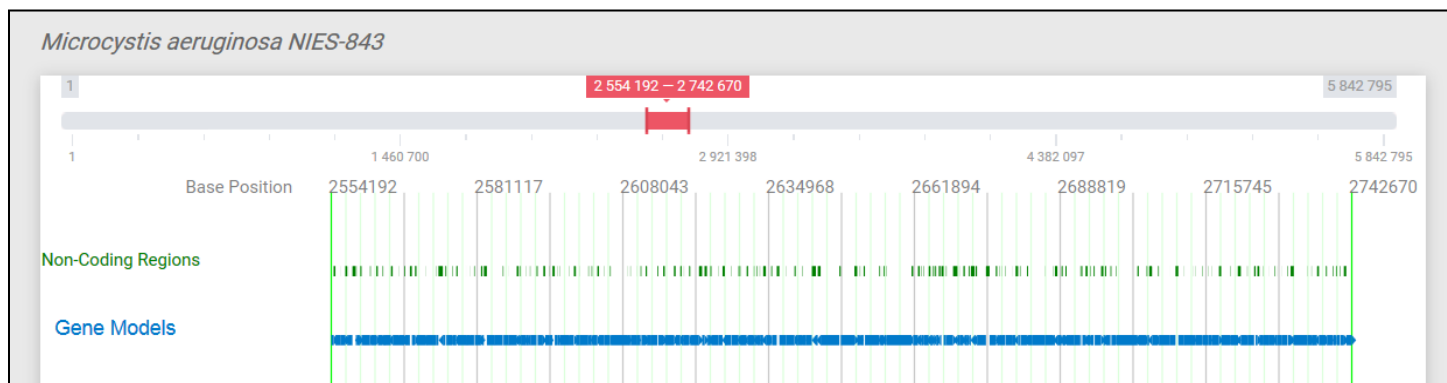 Microcystis aeruginosa NIES-843
1 2 554 192 — 2 742 670 5 842 795
1 1 460 700 2 921 398 4 382 097 5 842 795
Base Position 2554192 2581117 2608043 2634968 2661894 2688819 2715745 2742670
Non-Coding Regions
Gene Models